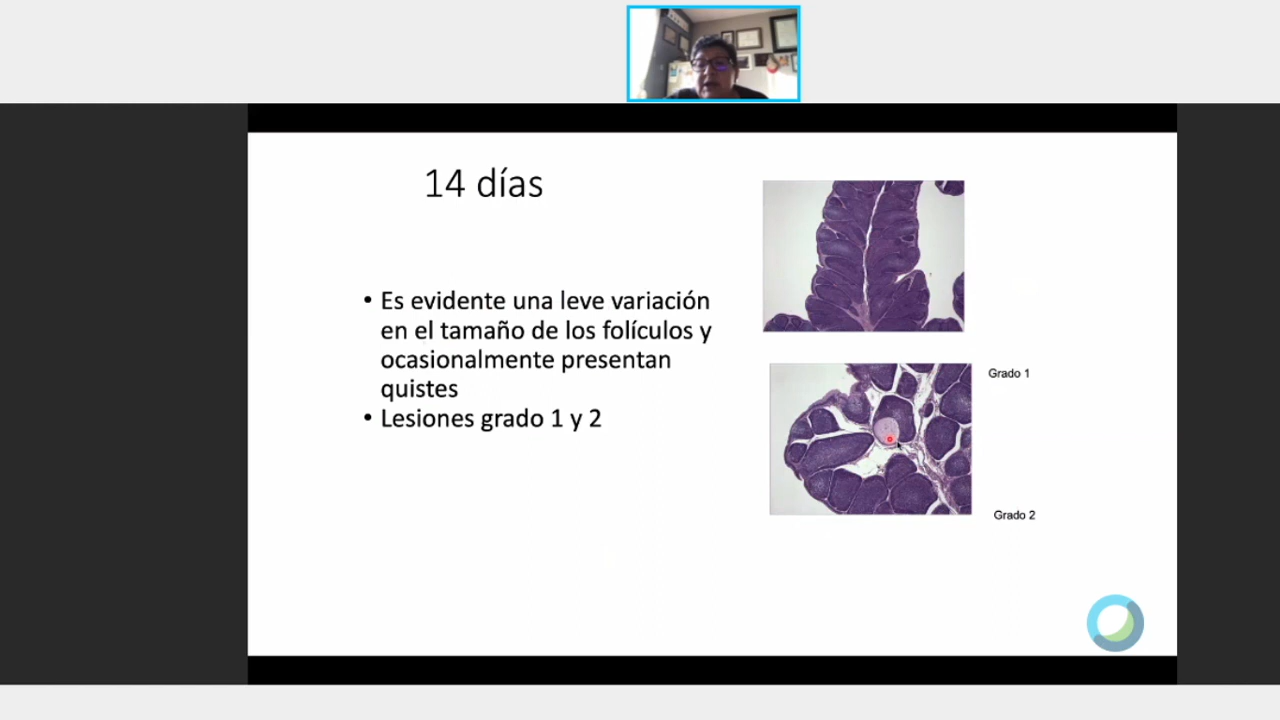 14 días
• Es evidente una leve variación
en el tamaño de los folículos y
ocasionalmente presentan
quistes
• Lesiones grado 1 y 2
Grado 1
Grado 2